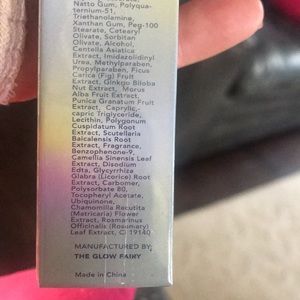 Natto Gum, Polyqua-
ternium-51,
Triethanolamine,
Xanthan Gum, Peg-100
Stearate, Cetearyl
Olivate, Sorbitan
Olivate, Alcohol,
Centella Asiatica
Extract, Imidazolidinyl
Urea, Methylparaben,
Propylparaben, Ficus
Carica (Fig) Fruit
Extract, Ginkgo Biloba
Nut Extract, Morus
Alba Fruit Extract,
Punica Granatum Fruit
Extract, Caprylic,-
capric Triglyceride,
Lecithin, Polygonum
Cuspidatum Root
Extract, Scutellaria
Baicalensis Root
Extract, Fragrance,
Benzophenone-9,
Camellia Sinensis Leaf
Extract, Disodium
Edta, Glycyrrhiza
Glabra (Licorice) Root
Extract, Carbomer,
Polysorbate 80,
Tocopheryl Acetate,
Ubiquinone,
Chamomilla Recutita
(Matricaria) Flower
Extract, Rosmarinus
Officinalis (Rosemary)
Leaf Extract, Ci 19140
MANUFACTURED BY:
THE GLOW FAIRY
Made in China